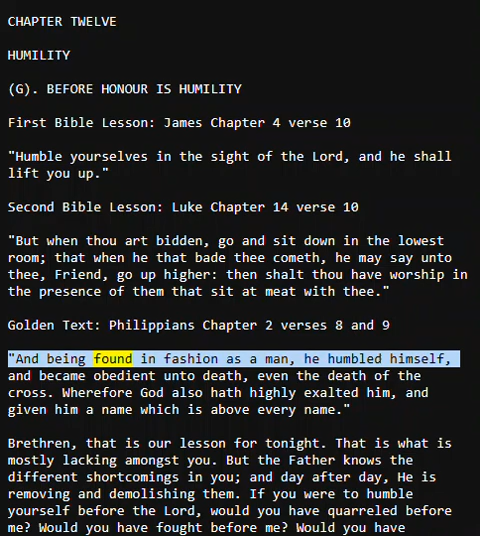 CHAPTER TWELVE
HUMILITY
(G). BEFORE HONOUR IS HUMILITY
First Bible Lesson: James Chapter 4 verse 10
"Humble yourselves in the sight of the Lord, and he shall
lift you up."
Second Bible Lesson: Luke Chapter 14 verse 10
"But when thou art bidden, go and sit down in the lowest
room; that when he that bade thee cometh, he may say unto
thee, Friend, go up higher: then shalt thou have worship in
the presence of them that sit at meat with thee."
Golden Text: Philippians Chapter 2 verses 8 and 9
"And being found in fashion as a man, he humbled himself,
and became obedient unto death, even the death of the
cross. Wherefore God also hath highly exalted him, and
given him a name which is above every name."
Brethren, that is our lesson for tonight. That is what is
mostly lacking amongst you. But the Father knows the
different shortcomings in you; and day after day, He is
removing and demolishing them. If you were to humble
yourself before the Lord, would you have quarreled before
me? Would you have fought before me? Would you have